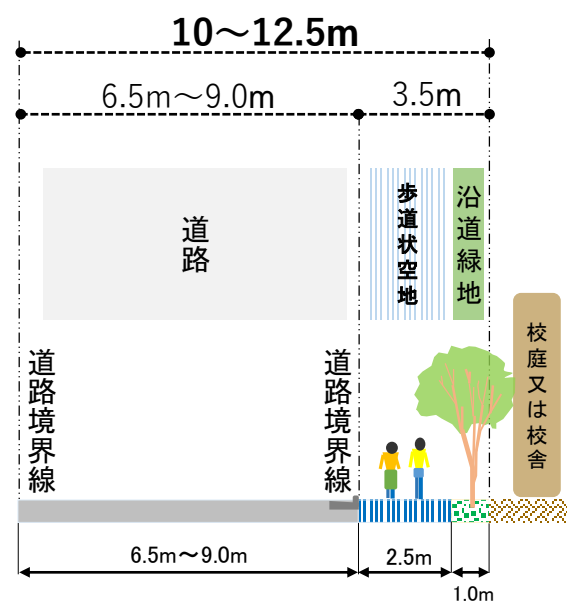 10～12.5m
6.5m～9.0m
3.5m
道路
歩道状空地
沿道緑地
校庭又は校舎
道路境界線
道路境界線
6.5m～9.0m
2.5m
1.0m